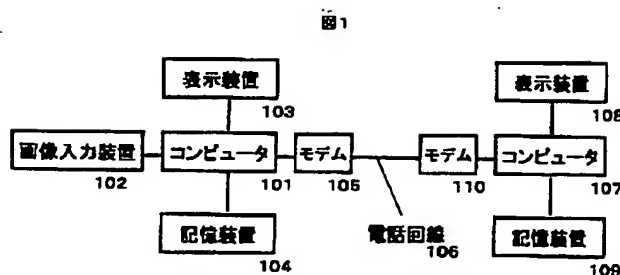 図1
表示装置
103
表示装置
108
画像入力装置
102
コンピュータ
101
モデム
105
モデム
110
コンピュータ
107
記憶装置
104
電話回線
106
記憶装置
109